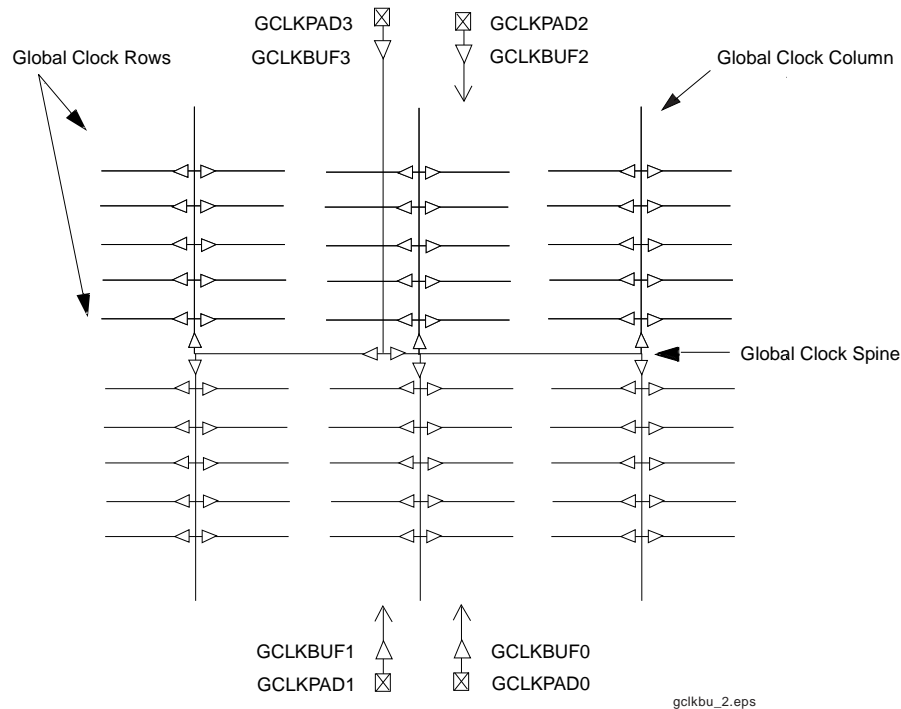 GCLKPAD3
GCLKPAD2
GCLKBUF3
GCLKBUF2
Global Clock Rows
Global Clock Column
Global Clock Spine
GCLKBUF1
GCLKBUF0
GCLKPAD1
GCLKPAD0
gclkbu_2.eps